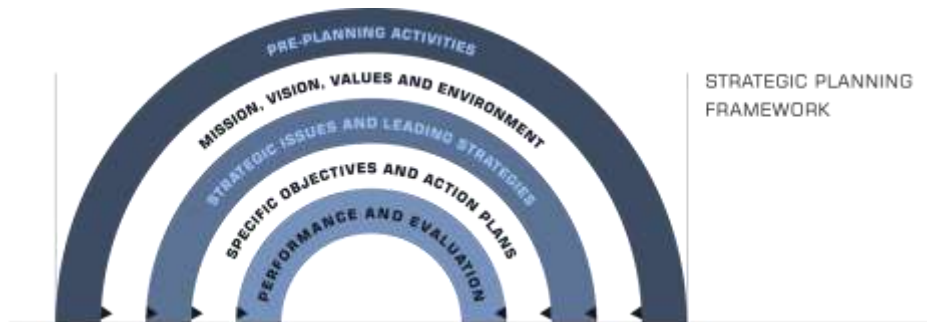 PRE-PLANNING ACTIVITIES
MISSION, VISION, VALUES AND ENVIRONMENT
STRATEGIC ISSUES AND LEADING STRATEGIES
SPECIFIC OBJECTIVES AND ACTION PLANS
PERFORMANCE AND EVALUATION
STRATEGIC PLANNING
FRAMEWORK